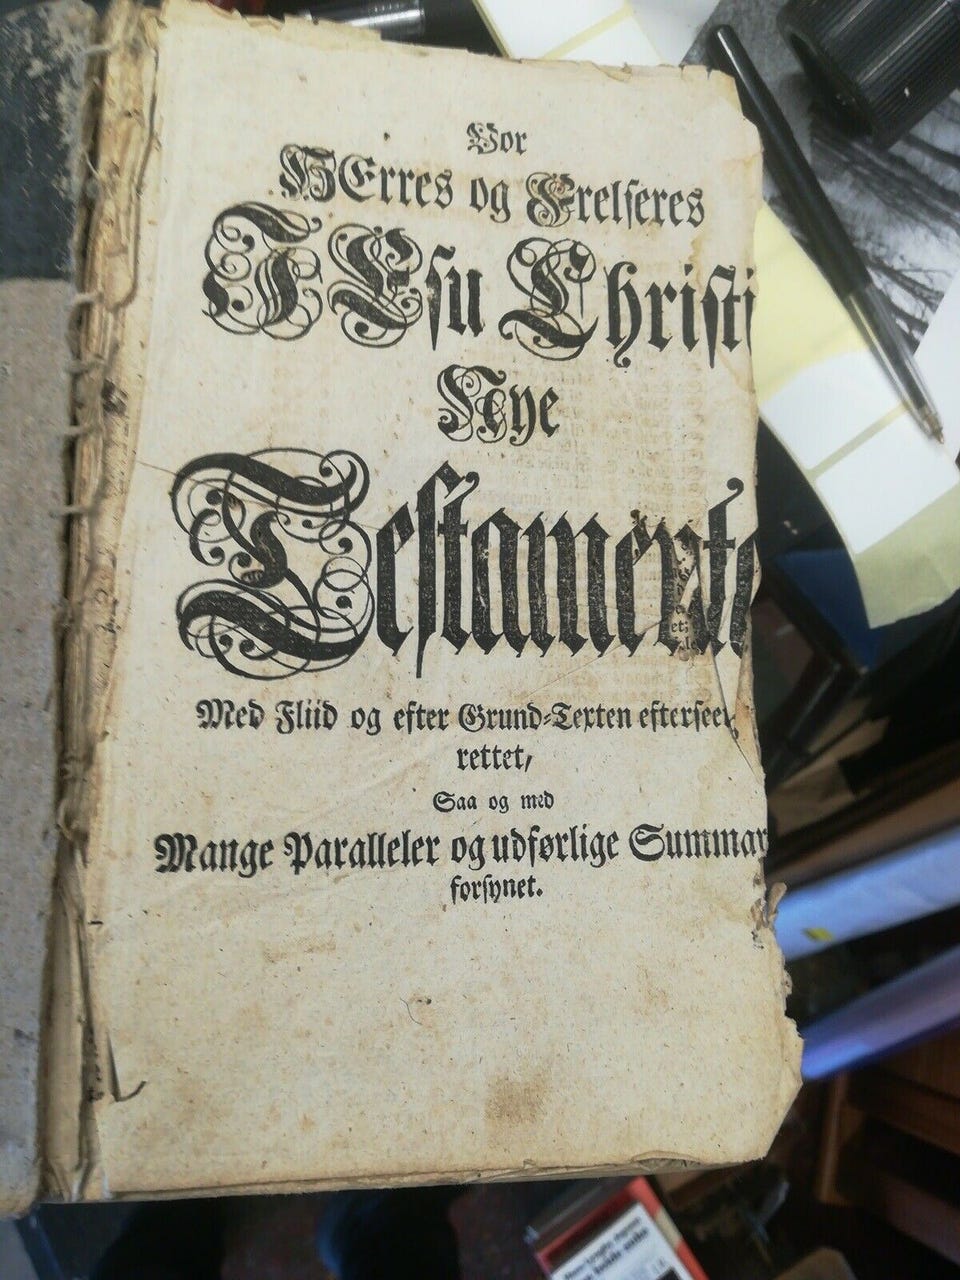 Vor
HErres og Frelseres
JEsu Christi
Nye
Testamente
Med Fliid og efter Grund-Texten eftersee
rettet,
Saa og med
Mange Paralleler og udførlige Summar
forsynet.